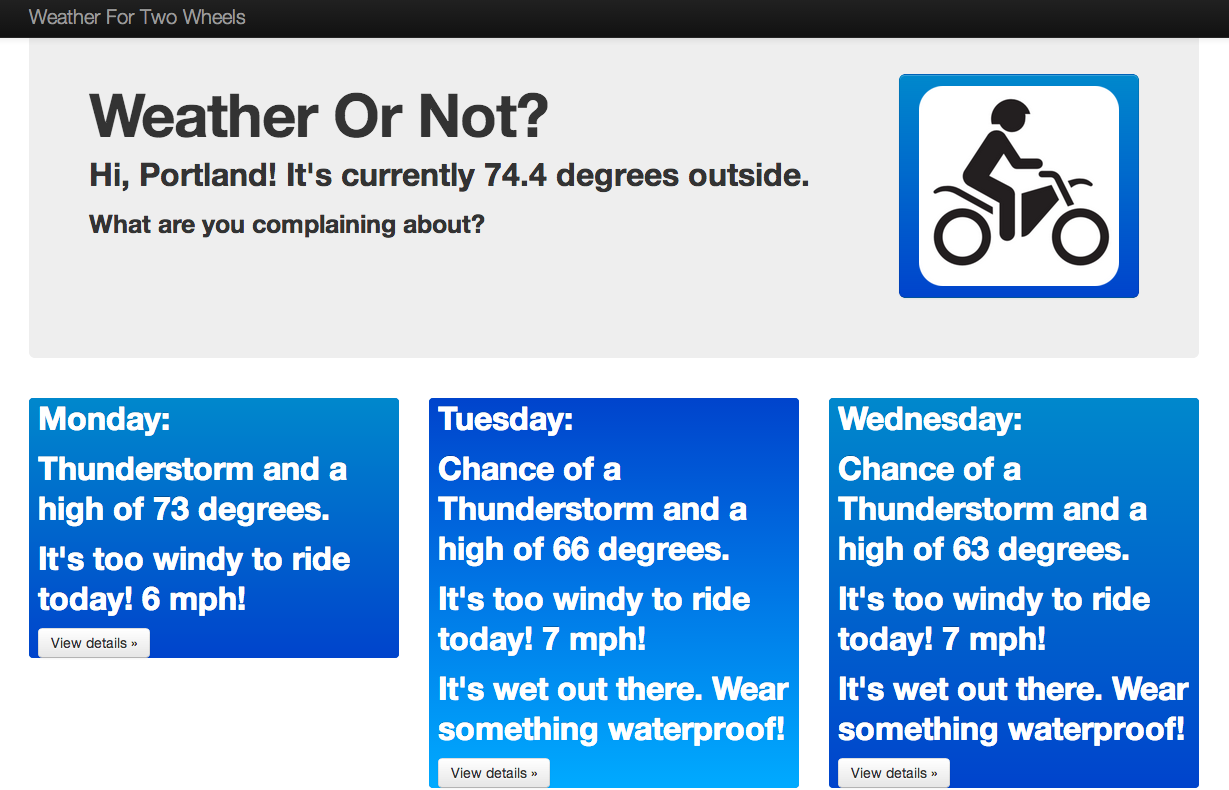 Weather For Two Wheels
Weather Or Not?
Hi, Portland! It's currently 74.4 degrees outside.
What are you complaining about?
Monday:
Thunderstorm and a
high of 73 degrees.
It's too windy to ride
today! 6 mph!
View details »
Tuesday:
Chance of a
Thunderstorm and a
high of 66 degrees.
It's too windy to ride
today! 7 mph!
It's wet out there. Wear
something waterproof!
View details »
Wednesday:
Chance of a
Thunderstorm and a
high of 63 degrees.
It's too windy to ride
today! 7 mph!
It's wet out there. Wear
something waterproof!
View details »